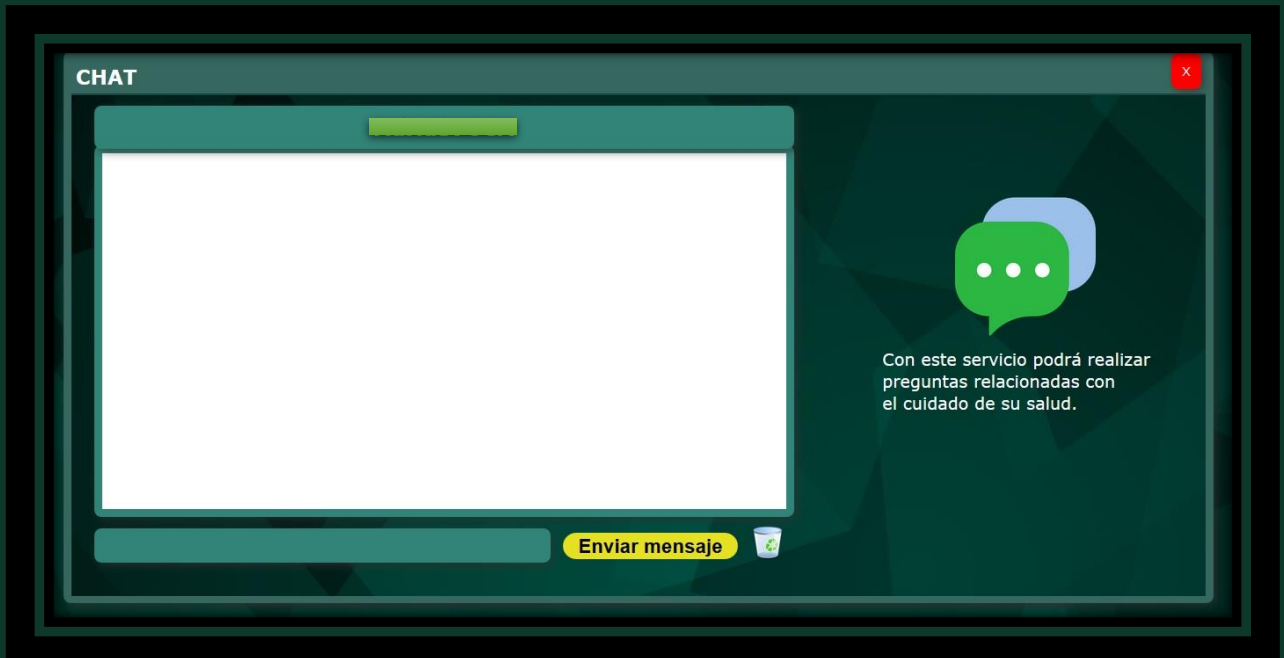 CHAT
X
Con este servicio podrá realizar
preguntas relacionadas con
el cuidado de su salud.
Enviar mensaje